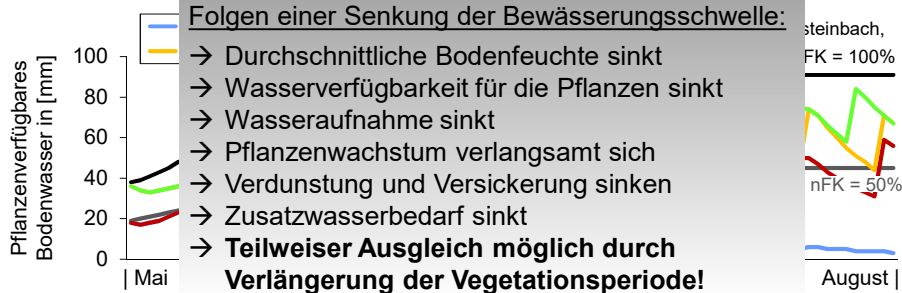 Folgen einer Senkung der Bewässerungsschwelle:
→ Durchschnittliche Bodenfeuchte sinkt
→ Wasserverfügbarkeit für die Pflanzen sinkt
→ Wasseraufnahme sinkt
→ Pflanzenwachstum verlangsamt sich
→ Verdunstung und Versickerung sinken
→ Zusatzwasserbedarf sinkt
→ Teilweiser Ausgleich möglich durch
Verlängerung der Vegetationsperiode!
Pflanzenverfügbares
Bodenwasser in [mm]
100
80
60
40
20
0
| Mai
August |
steinbach,
FK = 100%
nFK = 50%